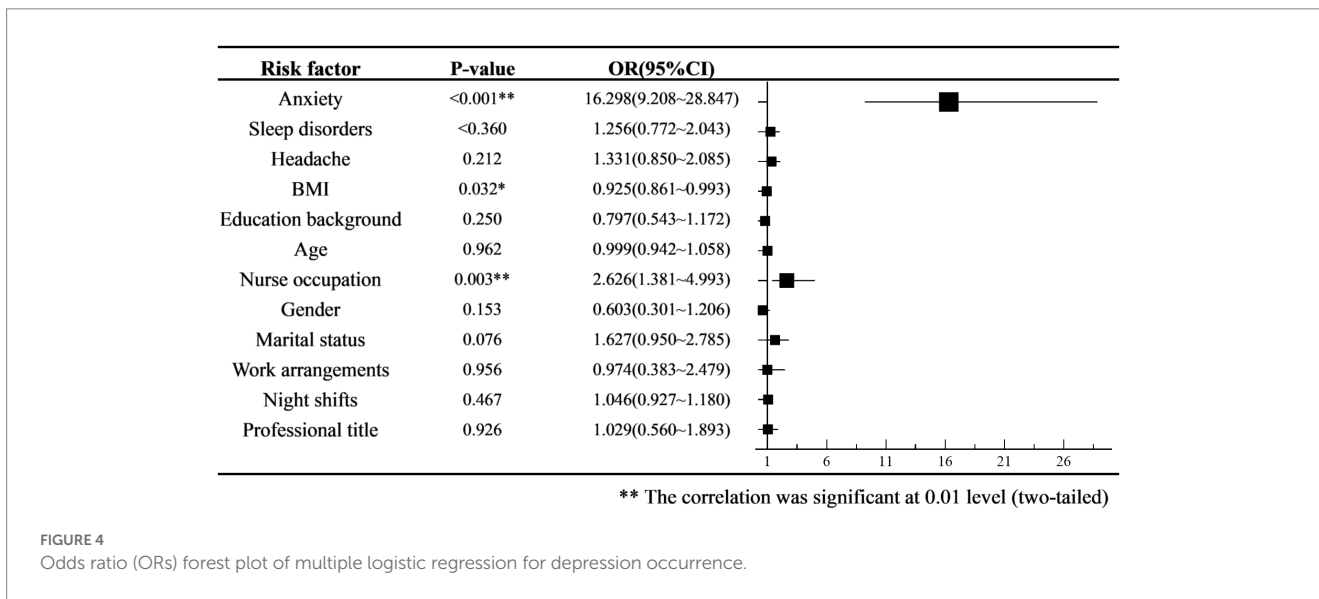 Risk factor P-value OR(95%CI)
Anxiety <0.001** 16.298(9.208~28.847)
Sleep disorders <0.360 1.256(0.772~2.043)
Headache 0.212 1.331(0.850~2.085)
BMI 0.032* 0.925(0.861~0.993)
Education background 0.250 0.797(0.543~1.172)
Age 0.962 0.999(0.942~1.058)
Nurse occupation 0.003** 2.626(1.381~4.993)
Gender 0.153 0.603(0.301~1.206)
Marital status 0.076 1.627(0.950~2.785)
Work arrangements 0.956 0.974(0.383~2.479)
Night shifts 0.467 1.046(0.927~1.180)
Professional title 0.926 1.029(0.560~1.893)
1 6 11 16 21 26
** The correlation was significant at 0.01 level (two-tailed)
FIGURE 4
Odds ratio (ORs) forest plot of multiple logistic regression for depression occurrence.